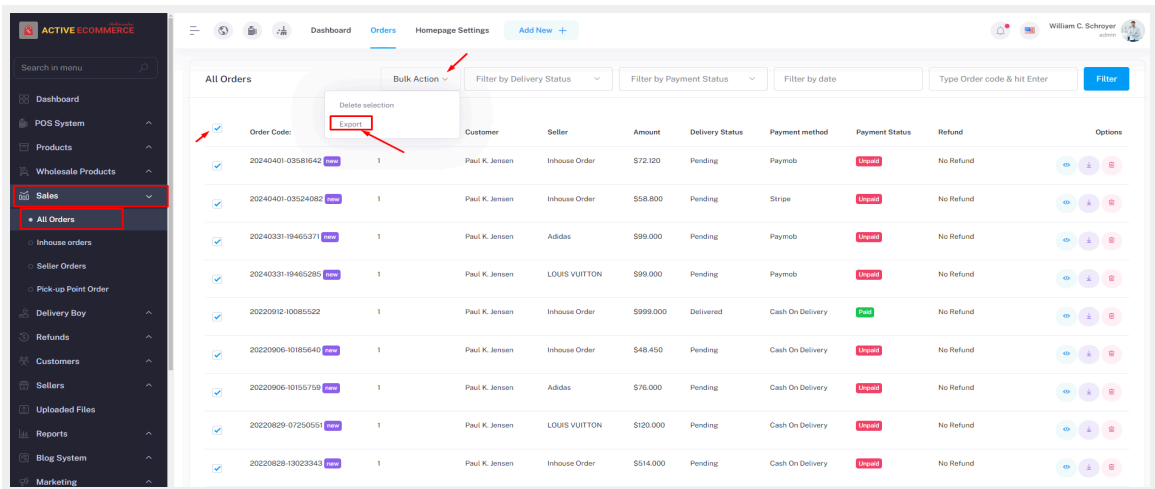 ACTIVE ECOMMERCE
Dashboard Orders Homepage Settings Add New +
William C. Schroyer
admin
Search in menu
Dashboard
POS System
Products
Wholesale Products
Sales
All Orders
Inhouse orders
Seller Orders
Pick-up Point Order
Delivery Boy
Refunds
Customers
Sellers
Uploaded Files
Reports
Blog System
Marketing
All Orders Bulk Action Filter by Delivery Status Filter by Payment Status Filter by date Type Order code & hit Enter Filter
Delete selection
Export
Order Code: Customer Seller Amount Delivery Status Payment method Payment Status Refund Options
20240401-03581642 new 1 Paul K. Jensen Inhouse Order $72.120 Pending Paymob Unpaid No Refund
20240401-03524082 new 1 Paul K. Jensen Inhouse Order $58.800 Pending Stripe Unpaid No Refund
20240331-19465371 new 1 Paul K. Jensen Adidas $99.000 Pending Paymob Unpaid No Refund
20240331-19465285 new 1 Paul K. Jensen LOUIS VUITTON $99.000 Pending Paymob Unpaid No Refund
20220912-10085522 1 Paul K. Jensen Inhouse Order $999.000 Delivered Cash On Delivery Paid No Refund
20220906-10185640 new 1 Paul K. Jensen Inhouse Order $48.450 Pending Cash On Delivery Unpaid No Refund
20220906-10155759 new 1 Paul K. Jensen Adidas $76.000 Pending Cash On Delivery Unpaid No Refund
20220829-07250551 new 1 Paul K. Jensen LOUIS VUITTON $120.000 Pending Cash On Delivery Unpaid No Refund
20220828-13023343 new 1 Paul K. Jensen Inhouse Order $514.000 Pending Cash On Delivery Unpaid No Refund